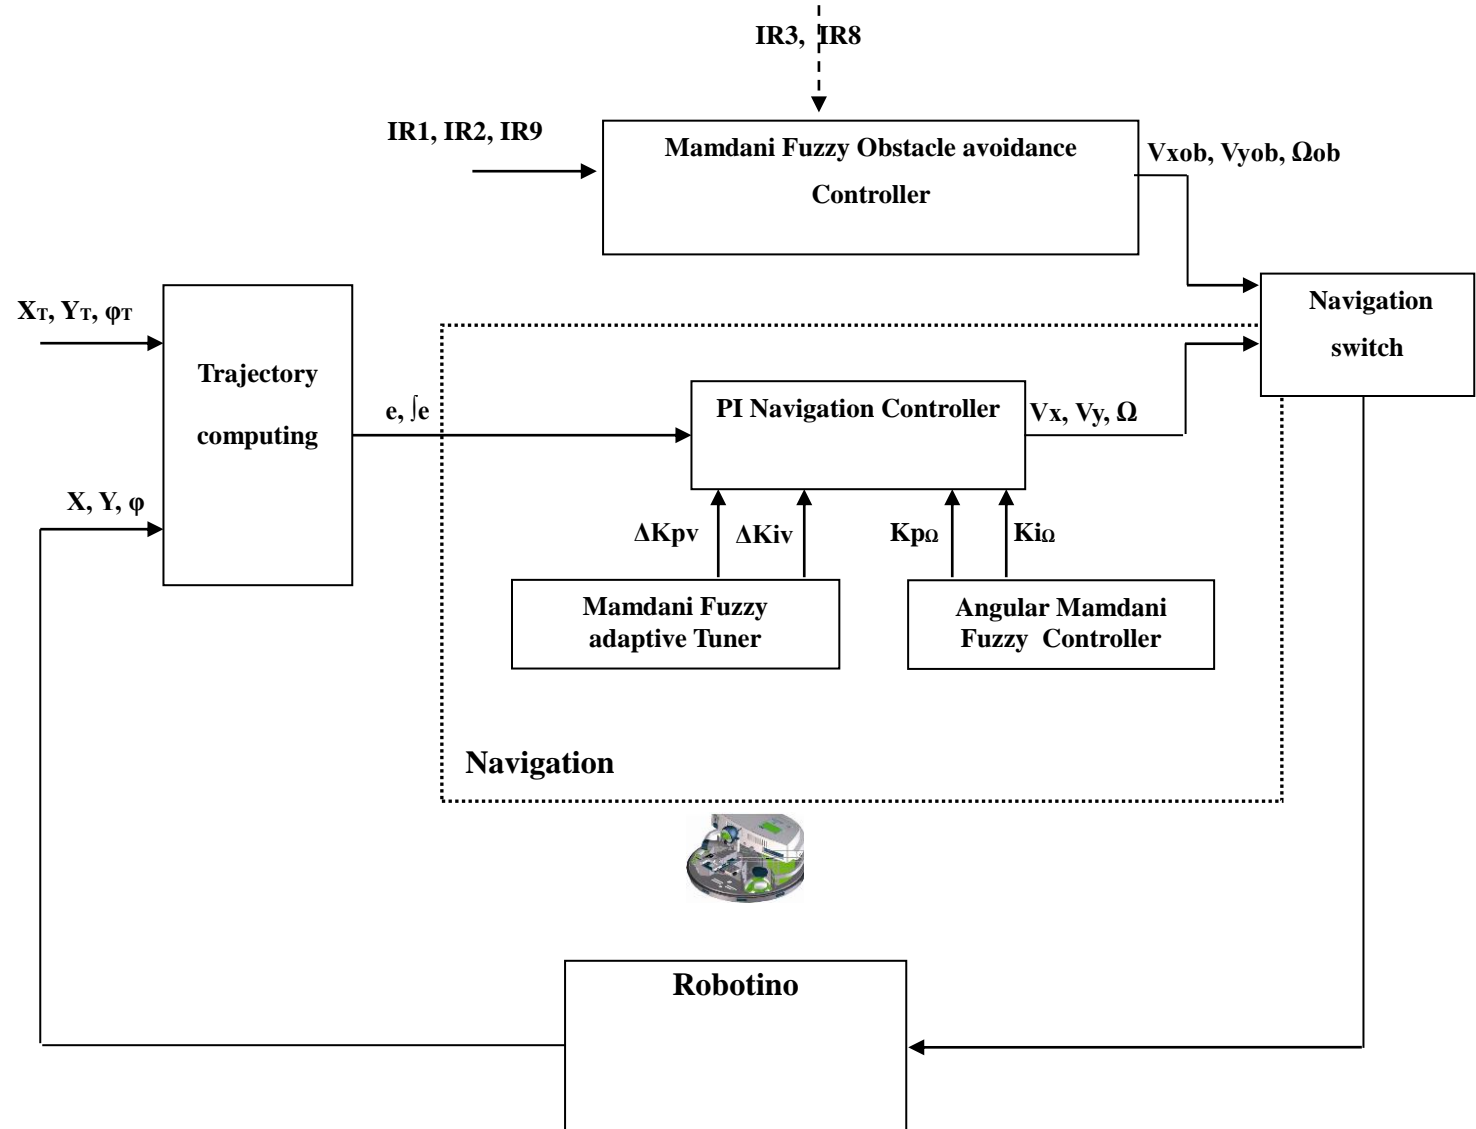 IR3, IR8
IR1, IR2, IR9
Mamdani Fuzzy Obstacle avoidance
Controller
Vxob, Vyob, Ωob
Navigation
switch
XT, YT, φT
Trajectory
computing
e, ∫e
PI Navigation Controller
Vx, Vy, Ω
X, Y, φ
ΔKpv
ΔKiv
KpΩ
KiΩ
Mamdani Fuzzy
adaptive Tuner
Angular Mamdani
Fuzzy Controller
Navigation
Robotino